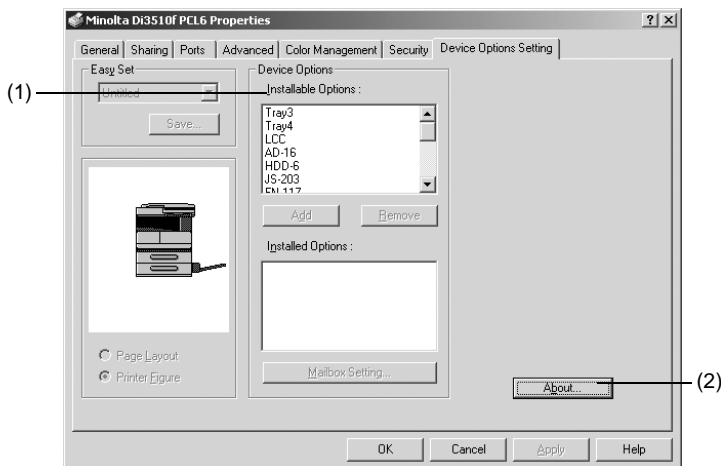 Minolta Di3510f PCL6 Properties
General Sharing Ports Advanced Color Management Security Device Options Setting
Easy Set
Untitled
Save...
Device Options
(1)
Installable Options :
Tray3
Tray4
LCC
AD-16
HDD-6
JS-203
FN-117
Add Remove
Installed Options :
Page Layout
Printer Figure
Mailbox Setting...
About...
(2)
OK Cancel Apply Help